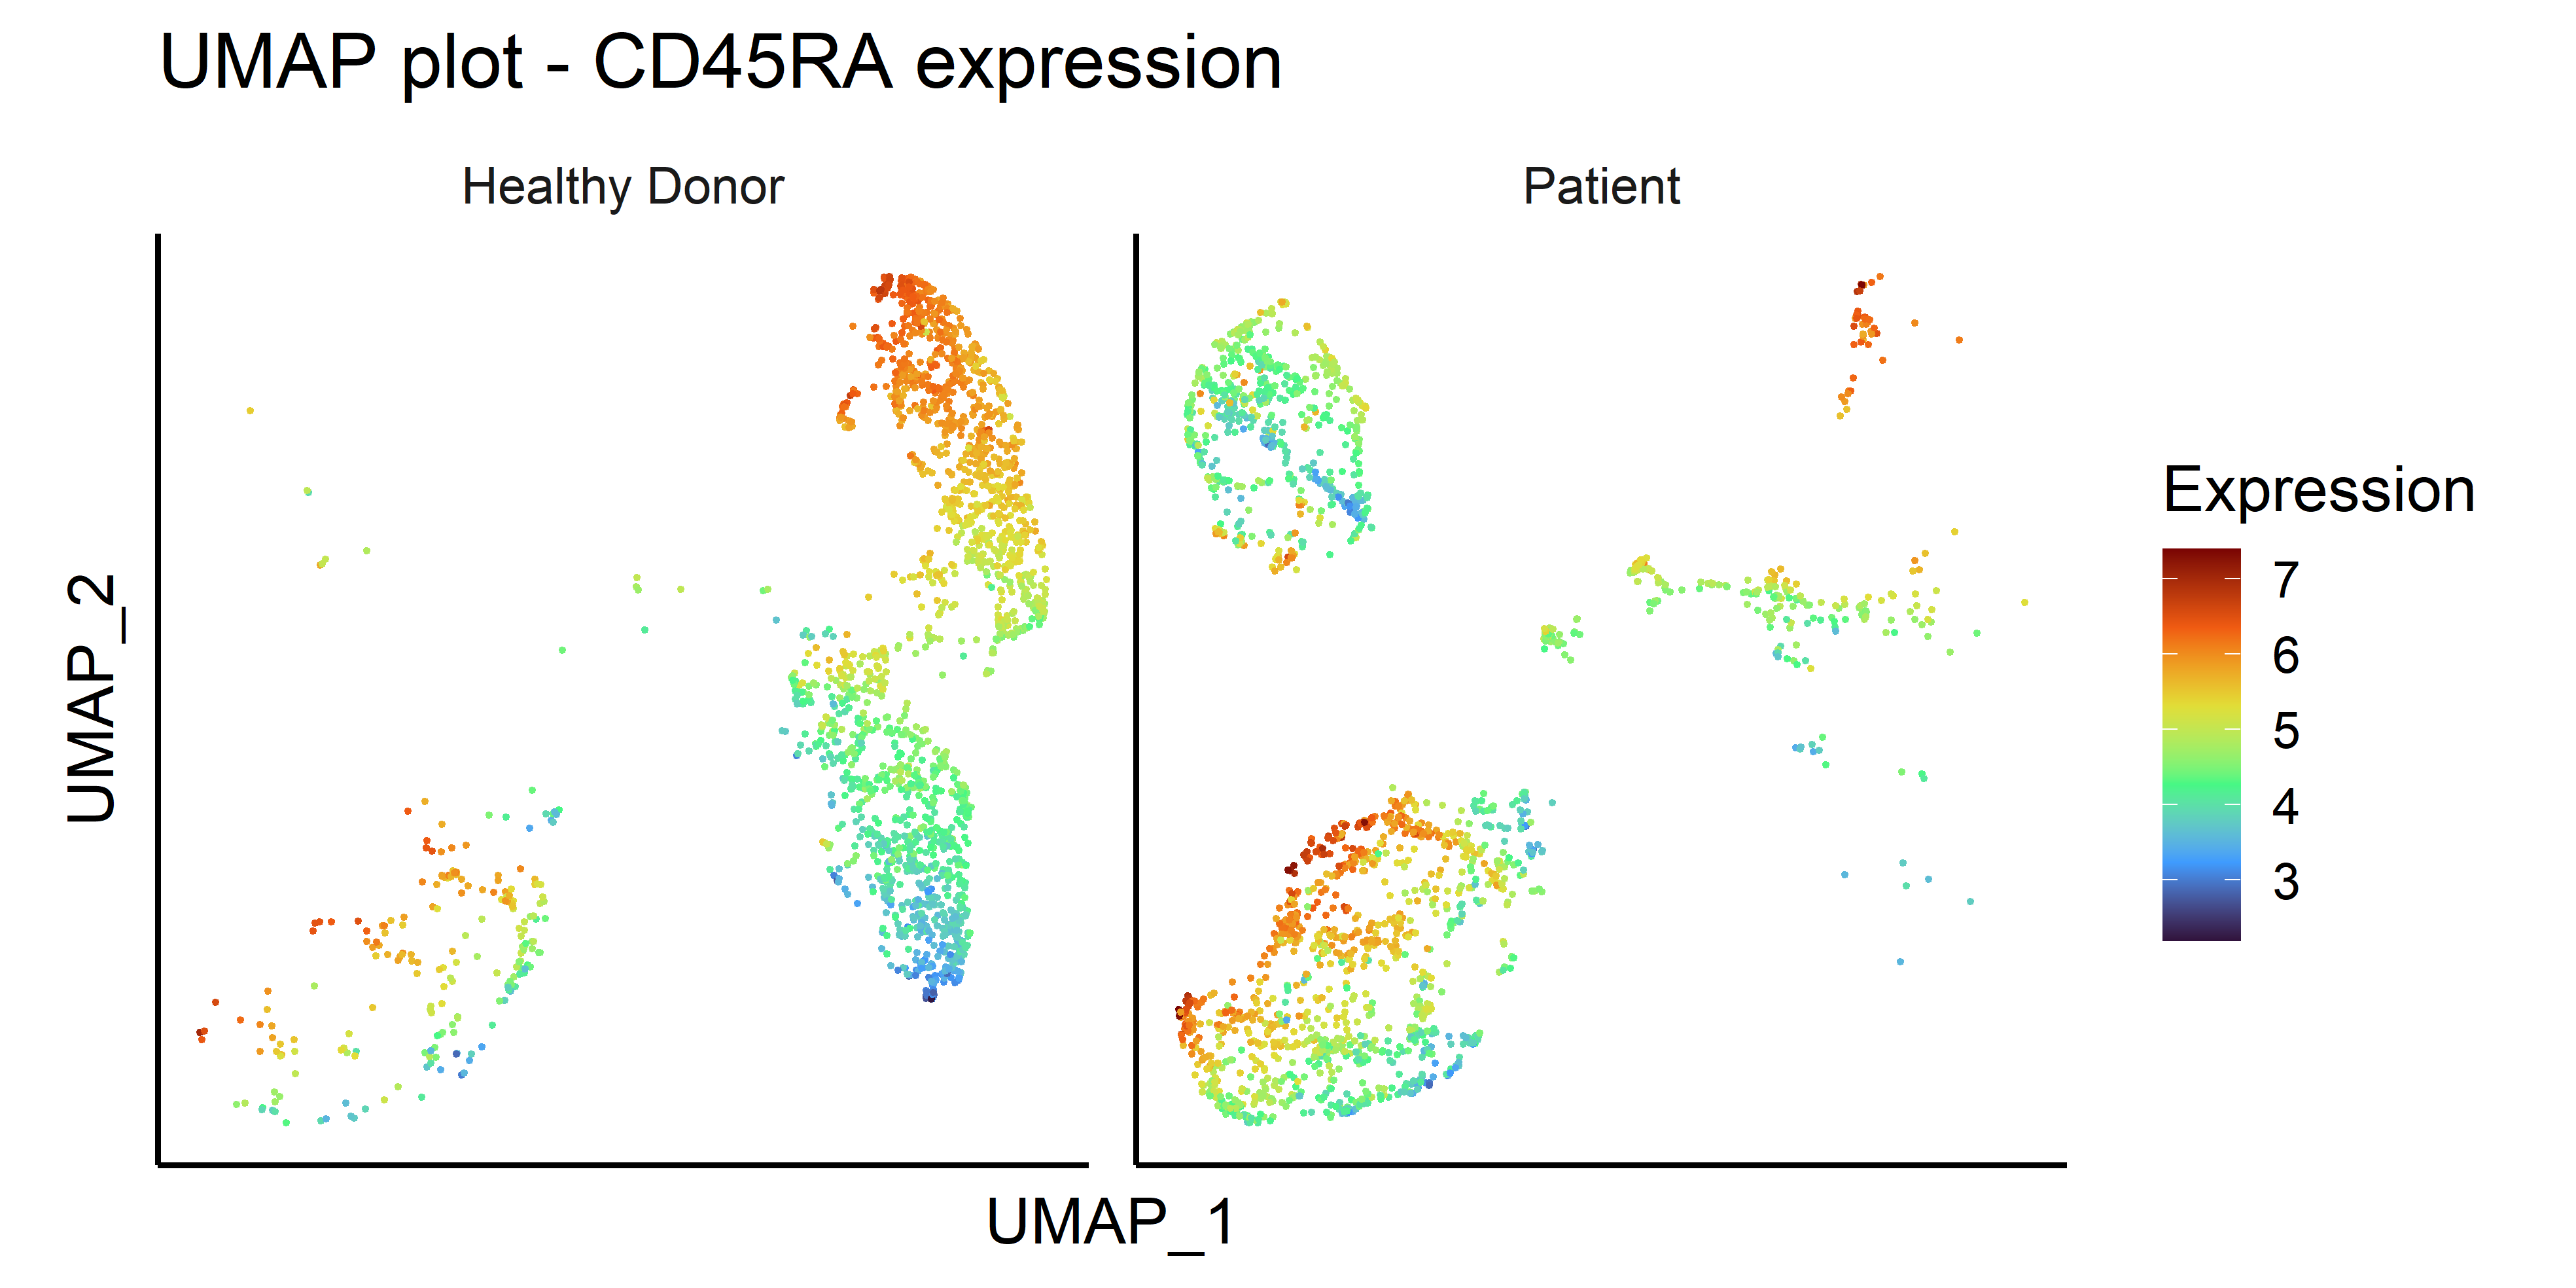 UMAP plot - CD45RA expression
Healthy Donor
Patient
UMAP_2
UMAP_1
Expression
7
6
5
4
3